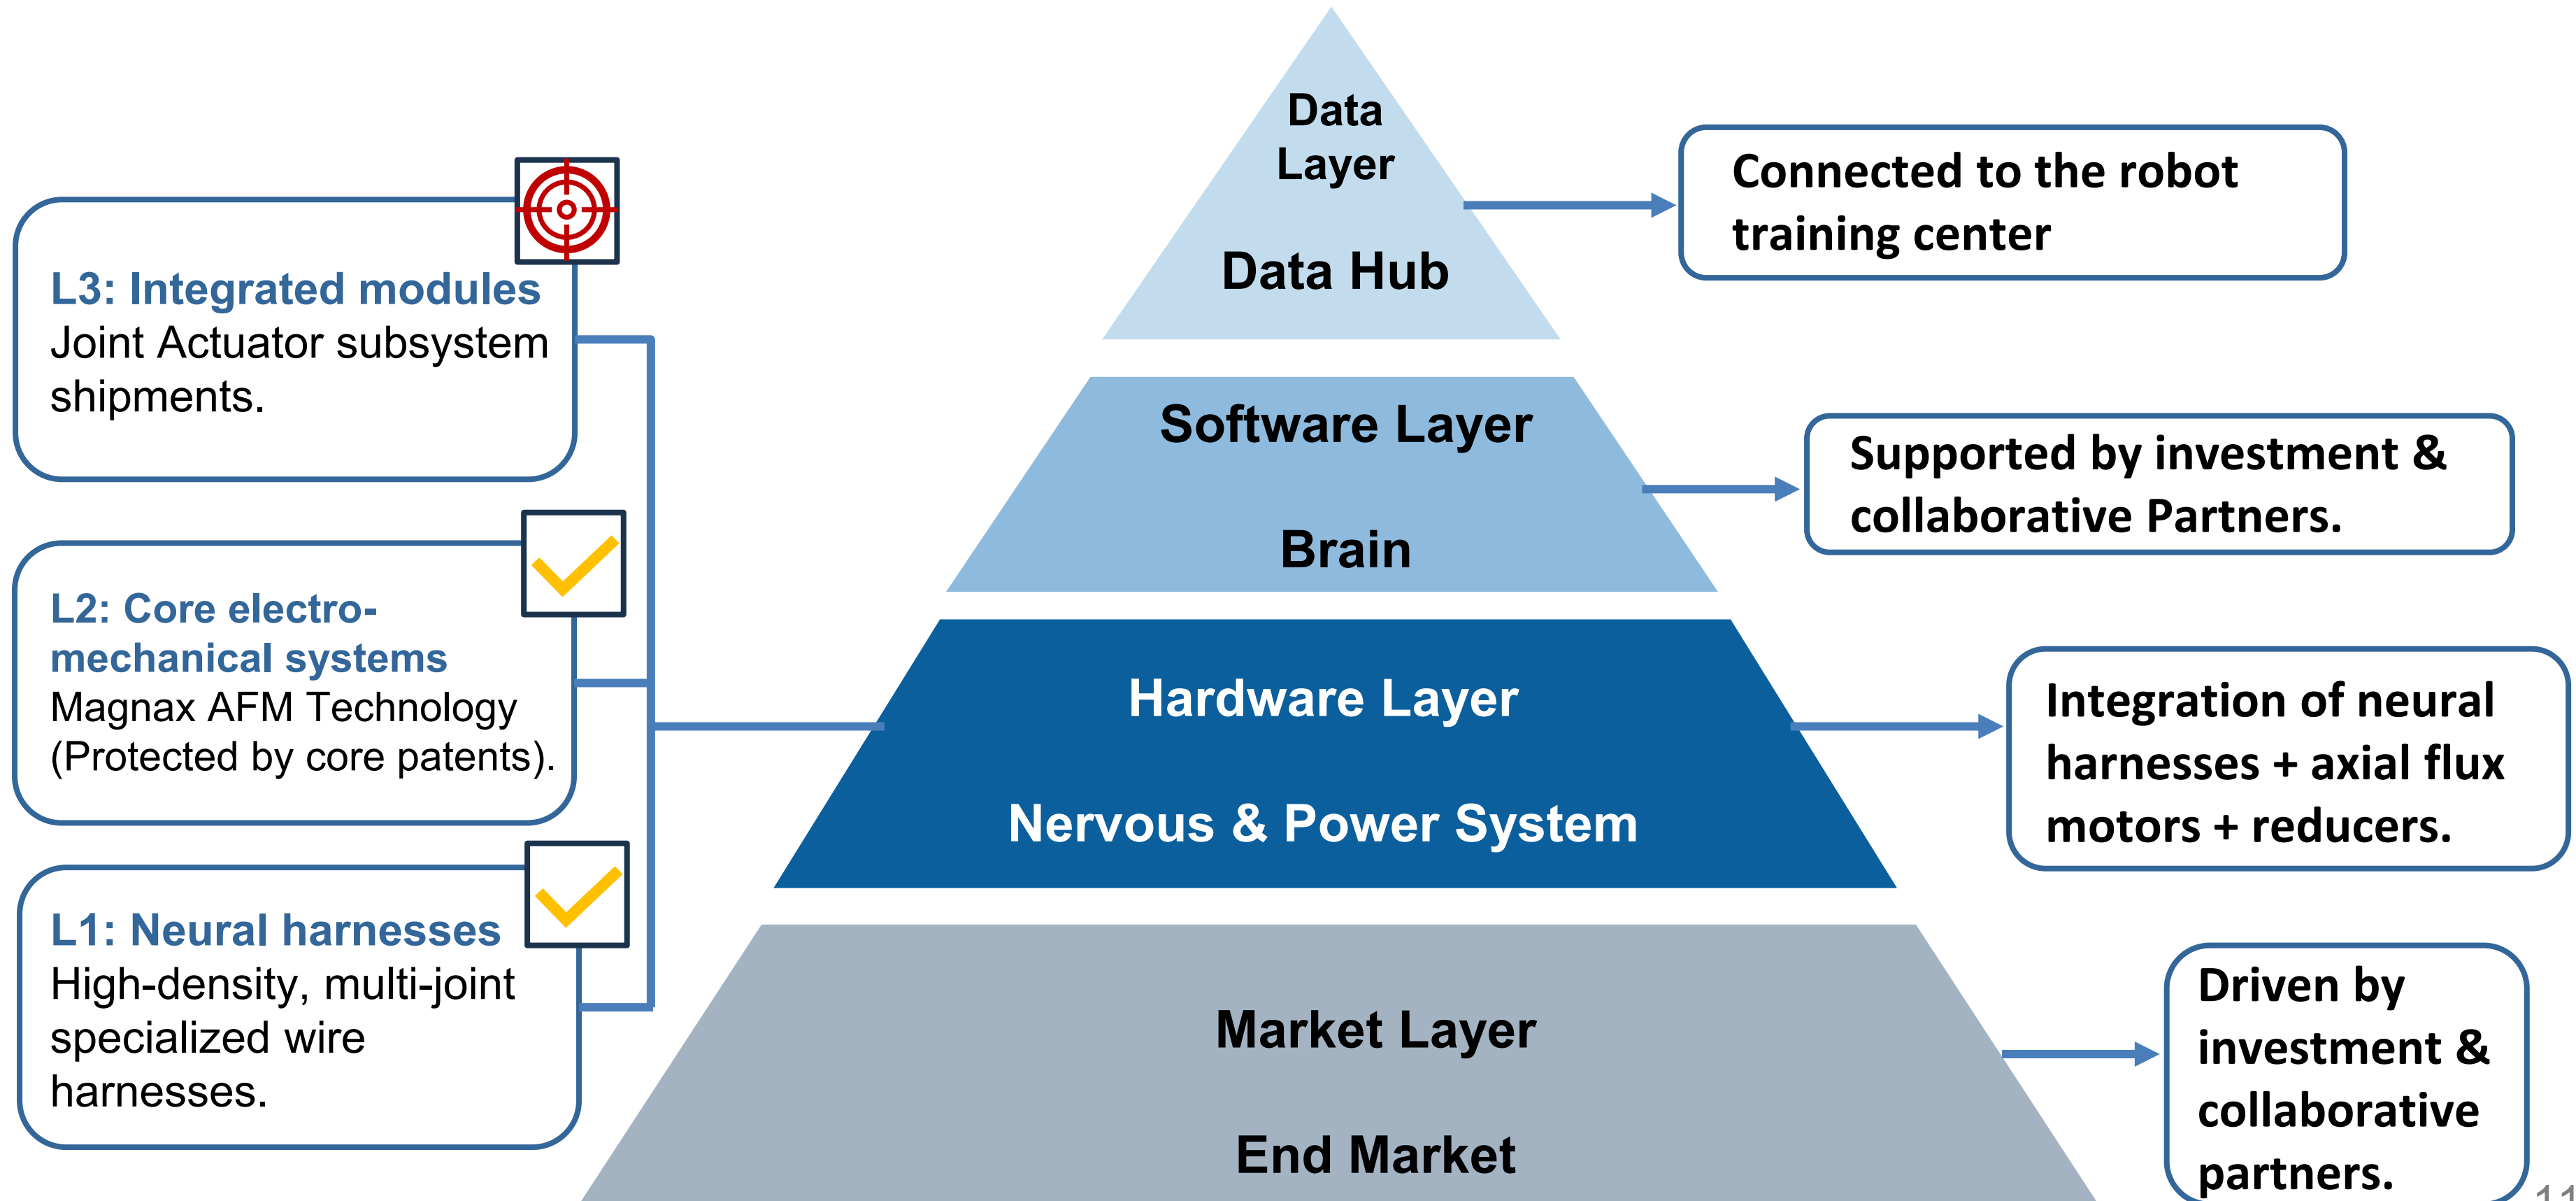 Data
Layer
Data Hub
Connected to the robot
training center
L3: Integrated modules
Joint Actuator subsystem
shipments.
Software Layer
Brain
Supported by investment &
collaborative Partners.
L2: Core electro-
mechanical systems
Magnax AFM Technology
(Protected by core patents).
Hardware Layer
Nervous & Power System
Integration of neural
harnesses + axial flux
motors + reducers.
L1: Neural harnesses
High-density, multi-joint
specialized wire
harnesses.
Market Layer
End Market
Driven by
investment &
collaborative
partners.
11